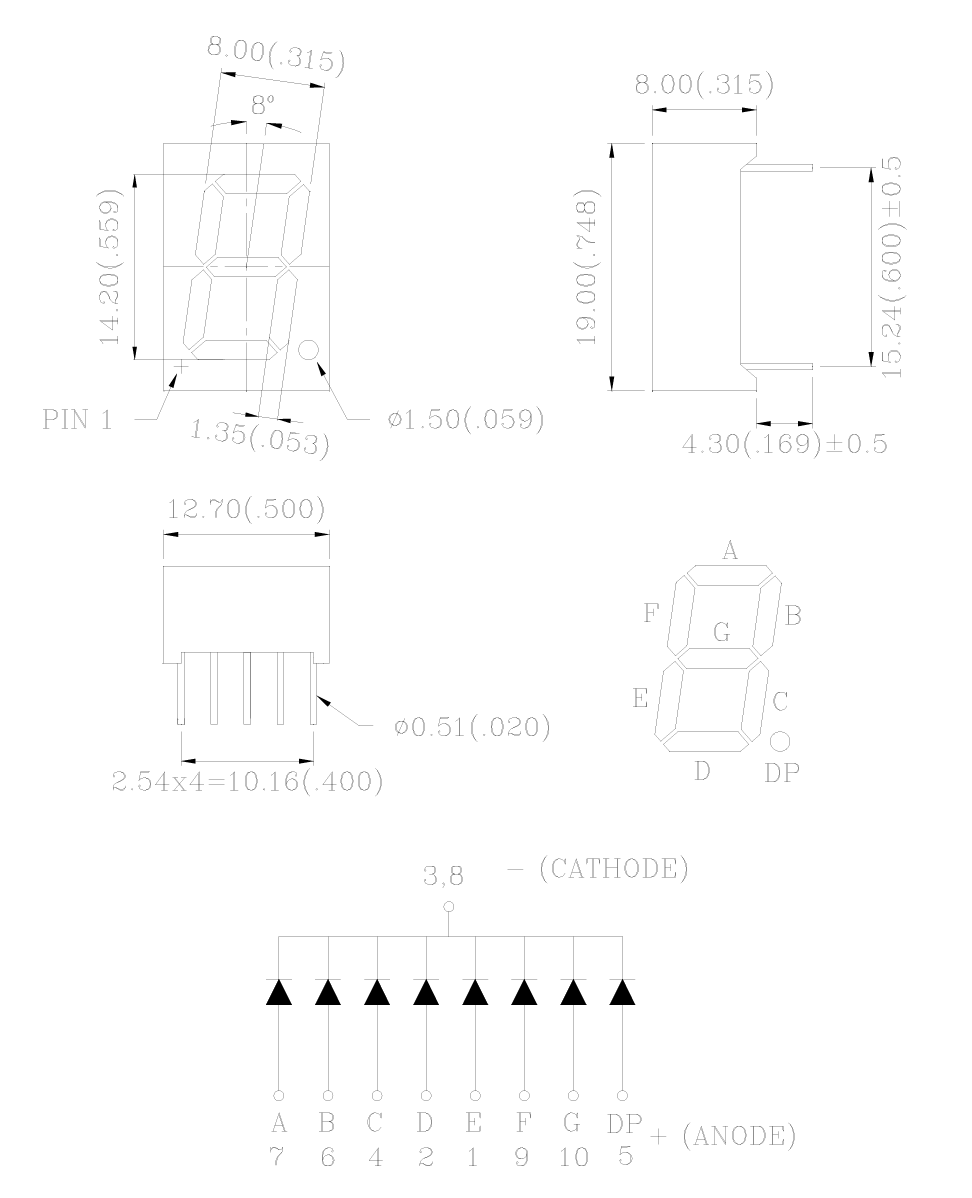 8.00(.315)
8°
14.20(.559)
PIN 1
1.35(.053)
ø1.50(.059)
8.00(.315)
19.00(.748)
15.24(.600)±0.5
4.30(.169)±0.5
12.70(.500)
ø0.51(.020)
2.54x4=10.16(.400)
A
F
B
G
E
C
D
DP
3,8 – (CATHODE)
A B C D E F G DP + (ANODE)
7 6 4 2 1 9 10 5